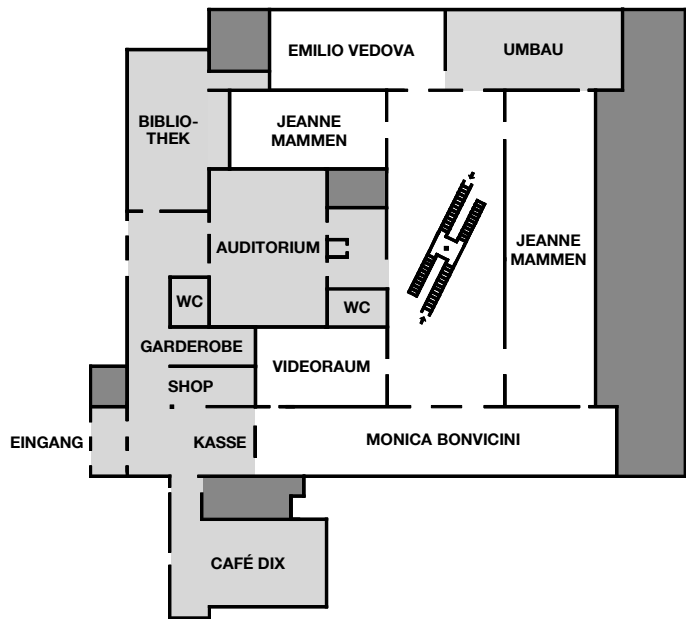 EMILIO VEDOVA
UMBAU
BIBLIO-
THEK
JEANNE
MAMMEN
AUDITORIUM
JEANNE
MAMMEN
WC
WC
GARDEROBE
VIDEORAUM
SHOP
EINGANG
KASSE
MONICA BONVICINI
CAFÉ DIX